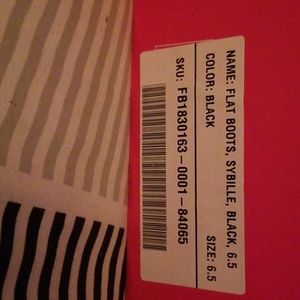 NAME: FLAT BOOTS, SYBILLE, BLACK, 6.5
COLOR: BLACK
SIZE: 6.5
SKU: FB1830163-0001-84065